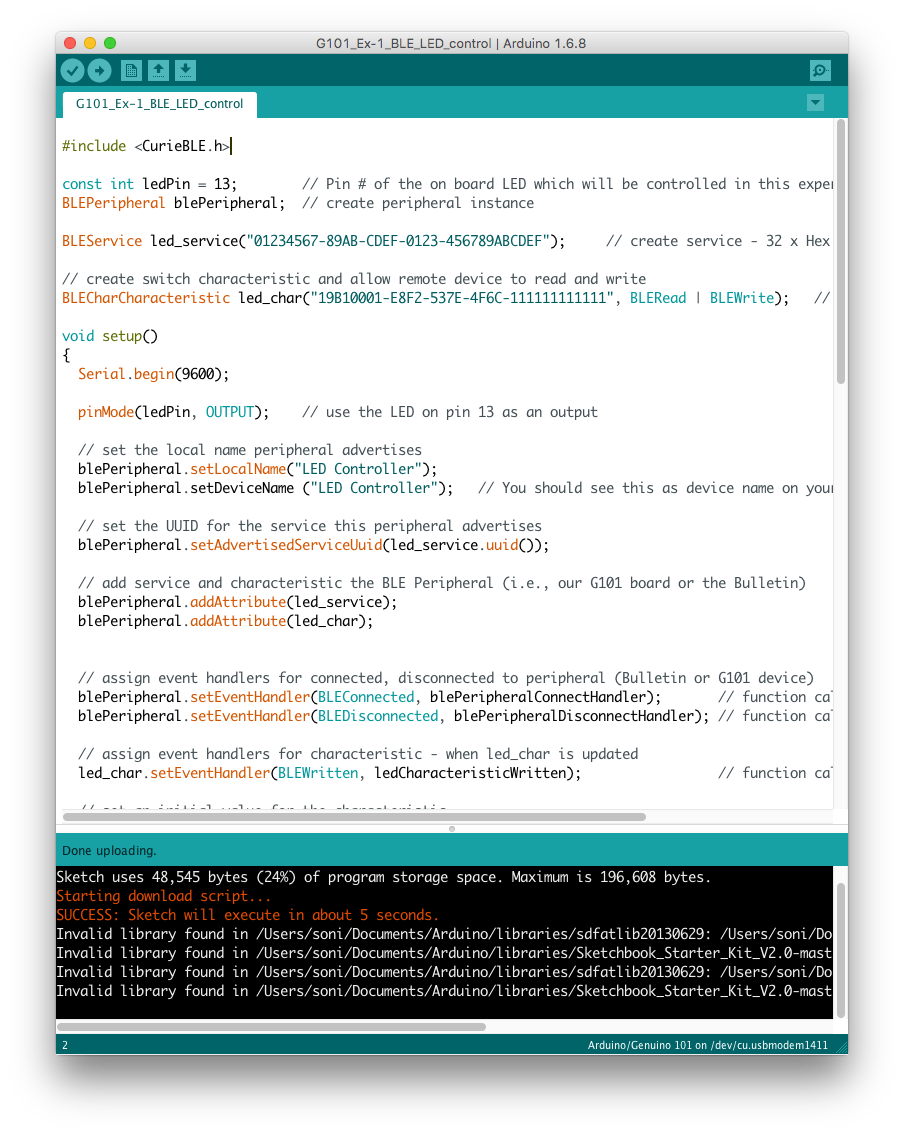 G101_Ex-1_BLE_LED_control | Arduino 1.6.8
G101_Ex-1_BLE_LED_control
#include <CurieBLE.h>
const int ledPin = 13; // Pin # of the on board LED which will be controlled in this exper
BLEPeripheral blePeripheral; // create peripheral instance
BLEService led_service("01234567-89AB-CDEF-0123-456789ABCDEF"); // create service - 32 x Hex
// create switch characteristic and allow remote device to read and write
BLECharCharacteristic led_char("19B10001-E8F2-537E-4F6C-111111111111", BLERead | BLEWrite); //
void setup()
{
Serial.begin(9600);
pinMode(ledPin, OUTPUT); // use the LED on pin 13 as an output
// set the local name peripheral advertises
blePeripheral.setLocalName("LED Controller");
blePeripheral.setDeviceName ("LED Controller"); // You should see this as device name on your
// set the UUID for the service this peripheral advertises
blePeripheral.setAdvertisedServiceUuid(led_service.uuid());
// add service and characteristic the BLE Peripheral (i.e., our G101 board or the Bulletin)
blePeripheral.addAttribute(led_service);
blePeripheral.addAttribute(led_char);
// assign event handlers for connected, disconnected to peripheral (Bulletin or G101 device)
blePeripheral.setEventHandler(BLEConnected, blePeripheralConnectHandler); // function cal
blePeripheral.setEventHandler(BLEDisconnected, blePeripheralDisconnectHandler); // function cal
// assign event handlers for characteristic - when led_char is updated
led_char.setEventHandler(BLEWritten, ledCharacteristicWritten); // function cal
// set an initial value for the characteristic
Done uploading.
Sketch uses 48,545 bytes (24%) of program storage space. Maximum is 196,608 bytes.
Starting download script...
SUCCESS: Sketch will execute in about 5 seconds.
Invalid library found in /Users/soni/Documents/Arduino/libraries/sdfatlib20130629: /Users/soni/Do
Invalid library found in /Users/soni/Documents/Arduino/libraries/Sketchbook_Starter_Kit_V2.0-mast
Invalid library found in /Users/soni/Documents/Arduino/libraries/sdfatlib20130629: /Users/soni/Do
Invalid library found in /Users/soni/Documents/Arduino/libraries/Sketchbook_Starter_Kit_V2.0-mast
2 Arduino/Genuino 101 on /dev/cu.usbmodem1411